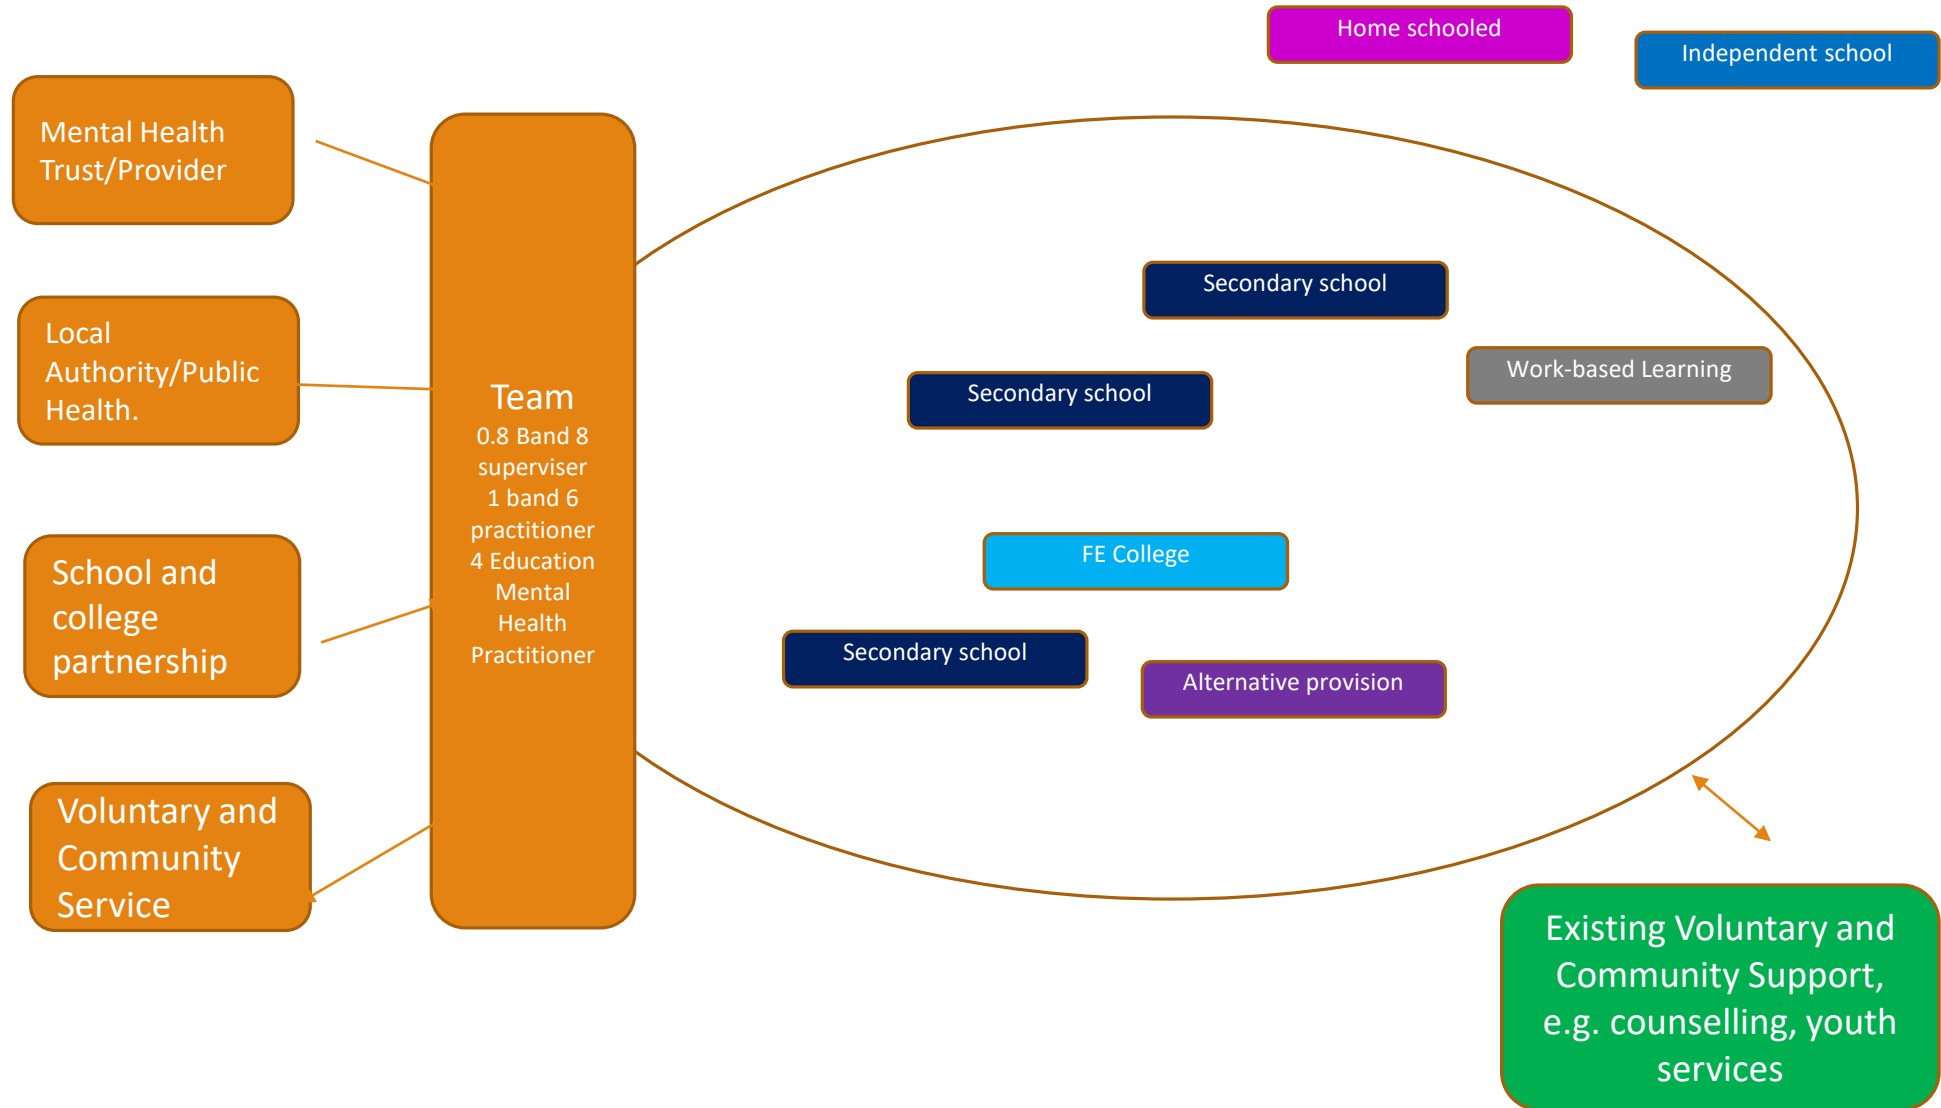 Home schooled
Independent school
Mental Health
Trust/Provider
Local
Authority/Public
Health.
School and
college
partnership
Voluntary and
Community
Service
Team
0.8 Band 8
superviser
1 band 6
practitioner
4 Education
Mental
Health
Practitioner
Secondary school
Work-based Learning
Secondary school
FE College
Secondary school
Alternative provision
Existing Voluntary and
Community Support,
e.g. counselling, youth
services